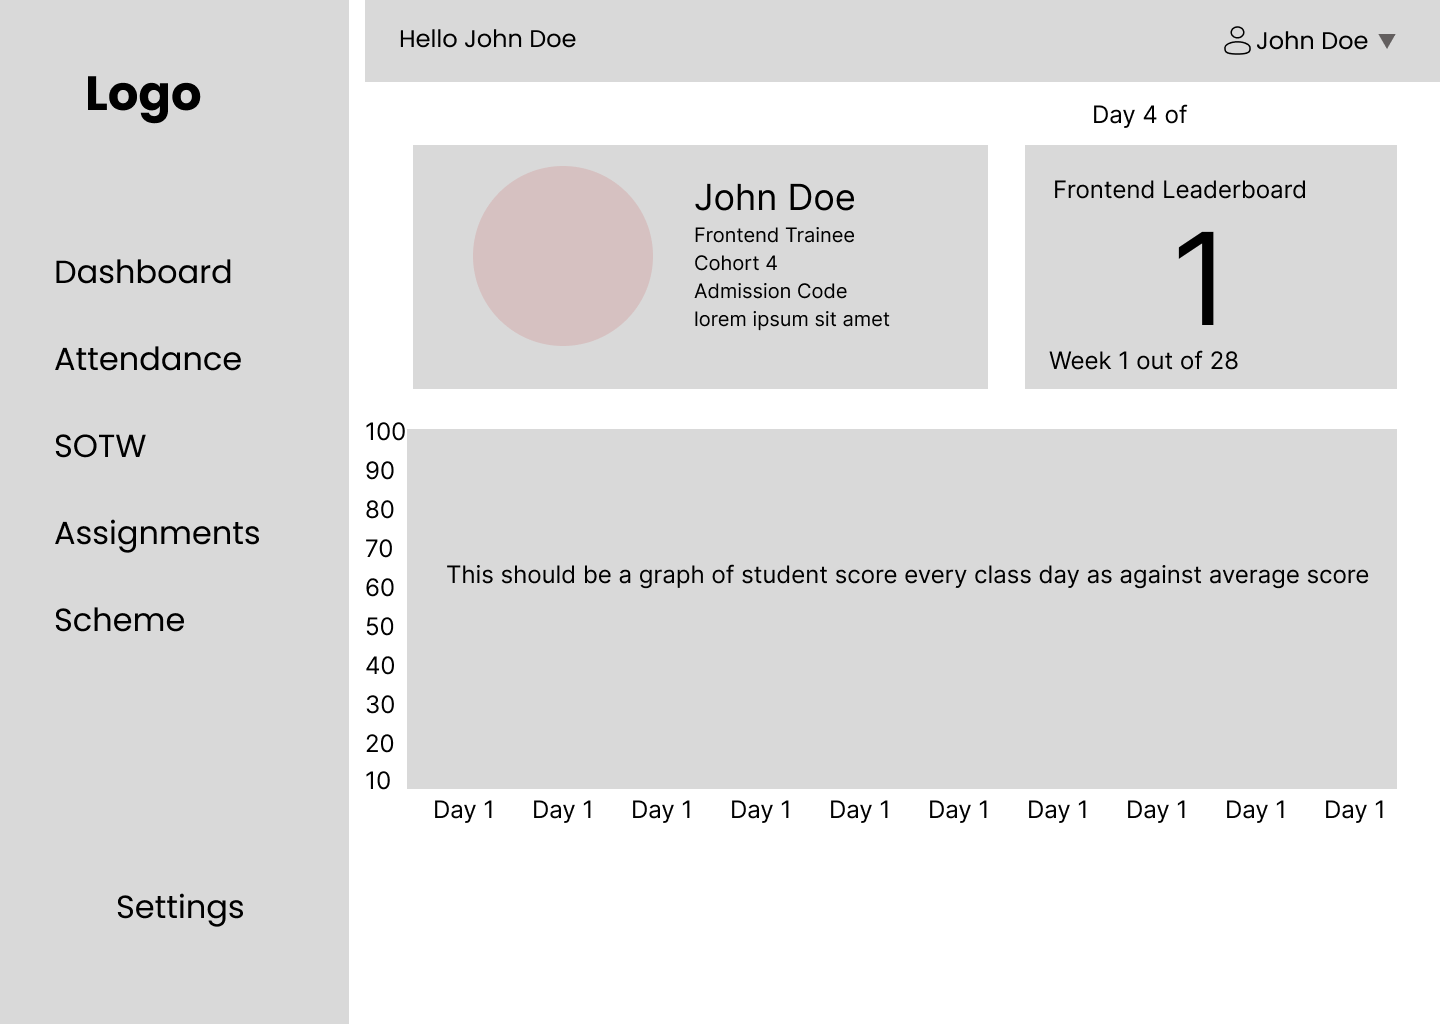 Logo
Dashboard
Attendance
SOTW
Assignments
Scheme
Settings
Hello John Doe
John Doe
Day 4 of
John Doe
Frontend Trainee
Cohort 4
Admission Code
lorem ipsum sit amet
Frontend Leaderboard
1
Week 1 out of 28
100
90
80
70
This should be a graph of student score every class day as against average score
60
50
40
30
20
10
Day 1 Day 1 Day 1 Day 1 Day 1 Day 1 Day 1 Day 1 Day 1 Day 1